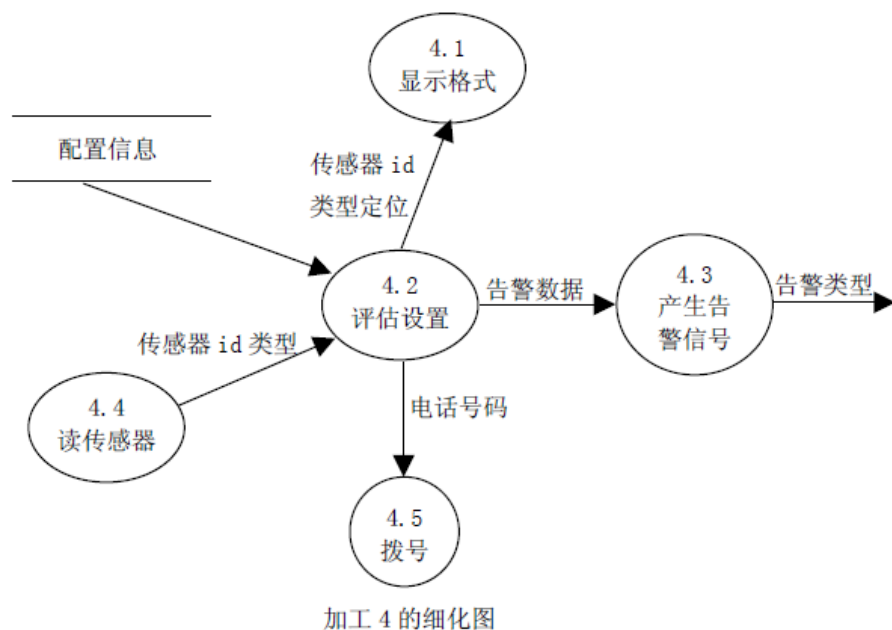 4.1
显示格式
配置信息
传感器 id
类型定位
4.2
评估设置
告警数据
4.3
产生告
警信号
告警类型
传感器 id 类型
4.4
读传感器
电话号码
4.5
拨号
加工 4 的细化图